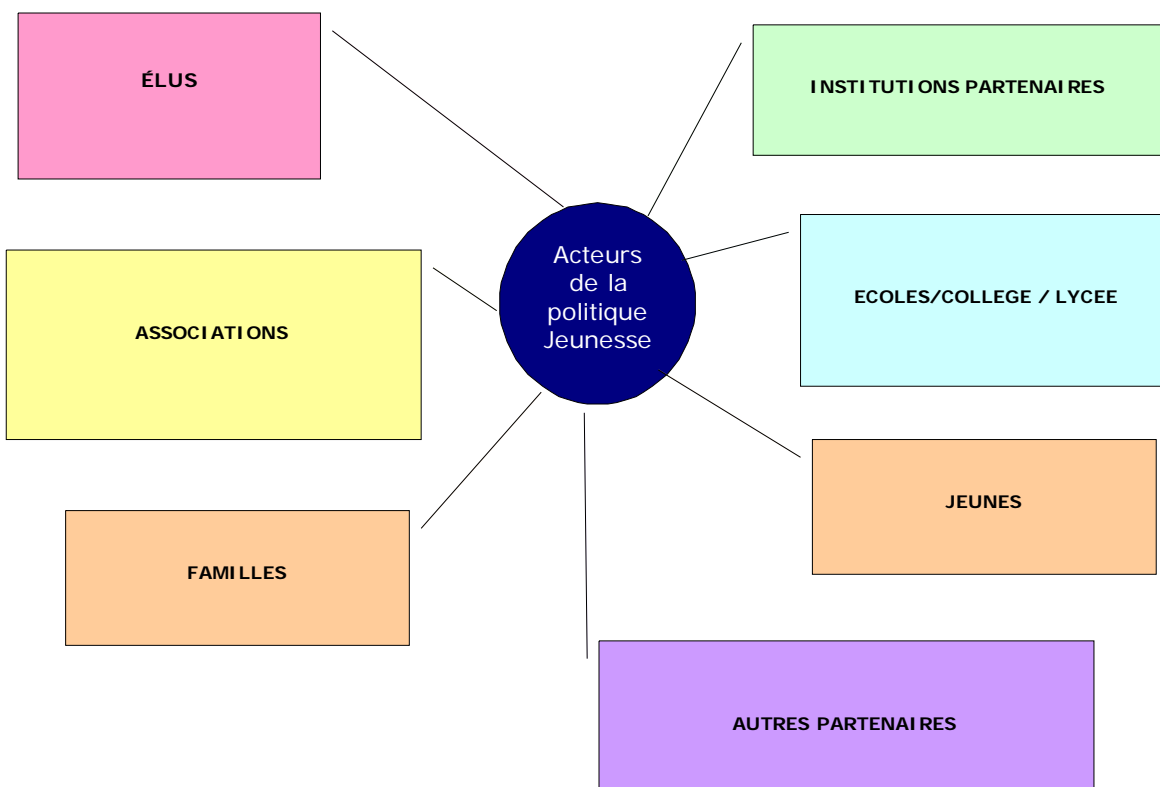 ÉLUS
INSTITUTIONS PARTENAIRES
Acteurs
de la
politique
Jeunesse
ECOLES/COLLEGE / LYCEE
ASSOCIATIONS
JEUNES
FAMILLES
AUTRES PARTENAIRES